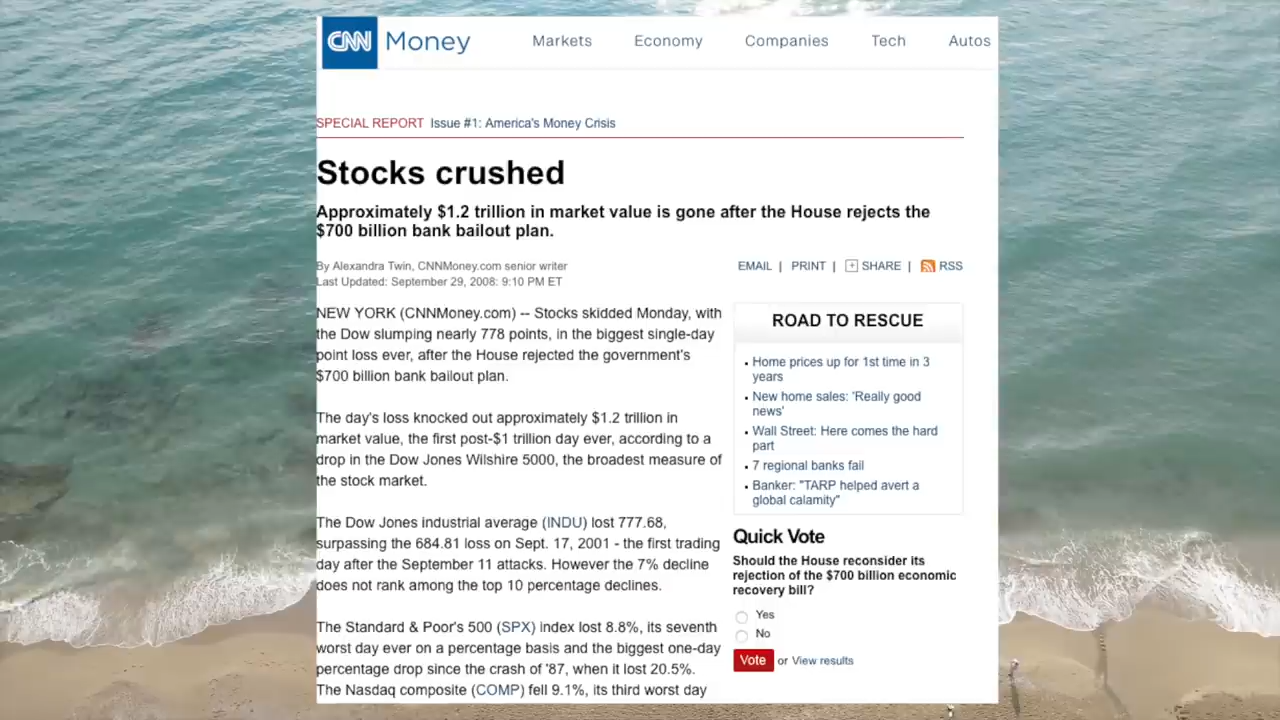 CNN Money Markets Economy Companies Tech Autos
SPECIAL REPORT Issue #1: America's Money Crisis
Stocks crushed
Approximately $1.2 trillion in market value is gone after the House rejects the
$700 billion bank bailout plan.
By Alexandra Twin, CNNMoney.com senior writer
Last Updated: September 29, 2008: 9:10 PM ET
EMAIL | PRINT | SHARE | RSS
NEW YORK (CNNMoney.com) -- Stocks skidded Monday, with
the Dow slumping nearly 778 points, in the biggest single-day
point loss ever, after the House rejected the government's
$700 billion bank bailout plan.
The day's loss knocked out approximately $1.2 trillion in
market value, the first post-$1 trillion day ever, according to a
drop in the Dow Jones Wilshire 5000, the broadest measure of
the stock market.
The Dow Jones industrial average (INDU) lost 777.68,
surpassing the 684.81 loss on Sept. 17, 2001 - the first trading
day after the September 11 attacks. However the 7% decline
does not rank among the top 10 percentage declines.
The Standard & Poor's 500 (SPX) index lost 8.8%, its seventh
worst day ever on a percentage basis and the biggest one-day
percentage drop since the crash of '87, when it lost 20.5%.
The Nasdaq composite (COMP) fell 9.1%, its third worst day
ROAD TO RESCUE
Home prices up for 1st time in 3
years
New home sales: 'Really good
news'
Wall Street: Here comes the hard
part
7 regional banks fail
Banker: "TARP helped avert a
global calamity"
Quick Vote
Should the House reconsider its
rejection of the $700 billion economic
recovery bill?
Yes
No
Vote or View results